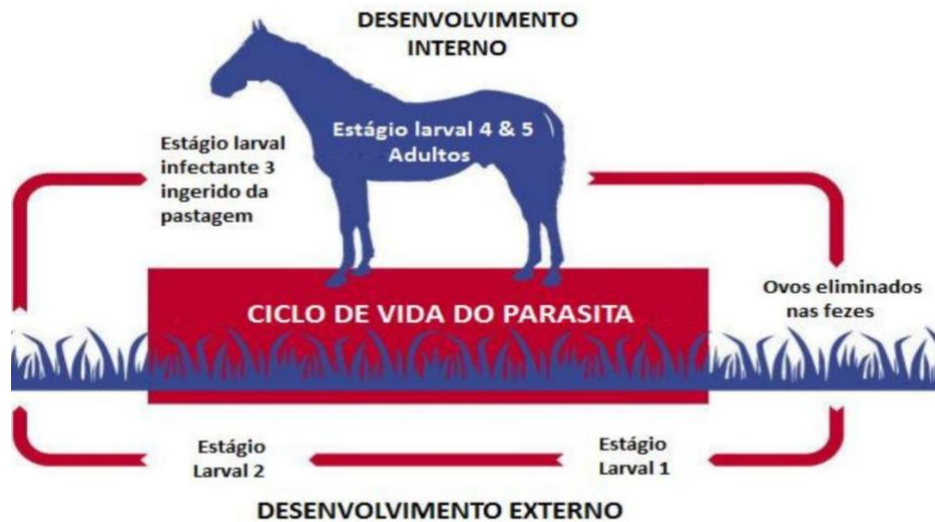 DESENVOLVIMENTO
INTERNO
Estágio larval 4 & 5
Adultos
Estágio larval
infectante 3
ingerido da
pastagem
CICLO DE VIDA DO PARASITA
Ovos eliminados
nas fezes
Estágio
Larval 2
Estágio
Larval 1
DESENVOLVIMENTO EXTERNO